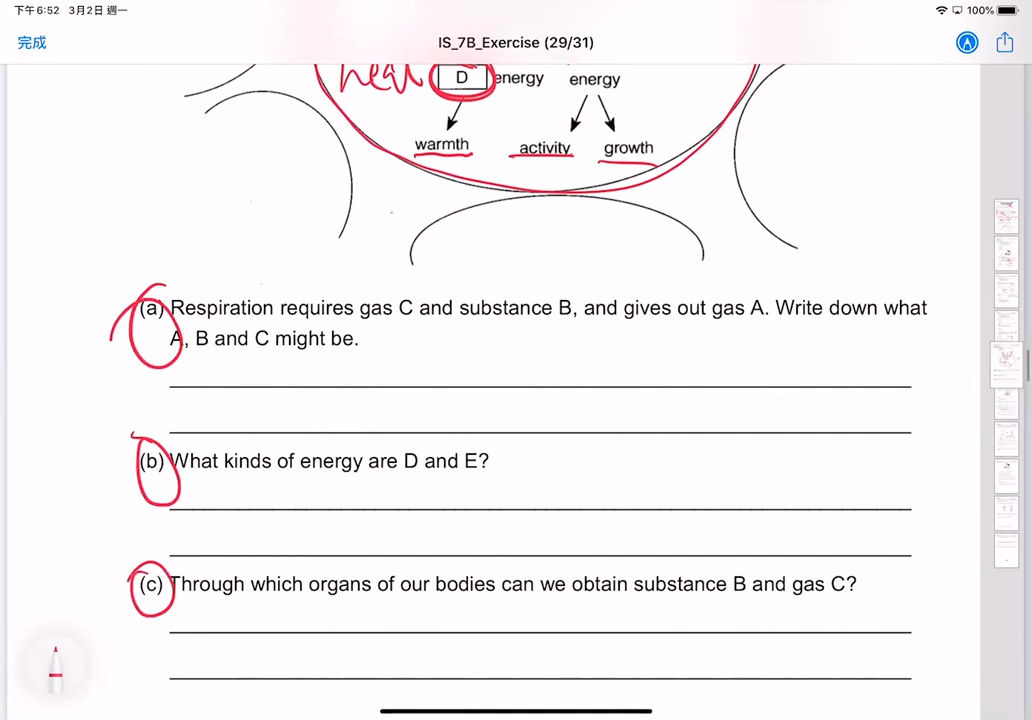 下午6:52 3月2日 週一
100%
完成
IS_7B_Exercise (29/31)
heat D energy energy
warmth activity growth
(a) Respiration requires gas C and substance B, and gives out gas A. Write down what
A, B and C might be.
(b) What kinds of energy are D and E?
(c) Through which organs of our bodies can we obtain substance B and gas C?